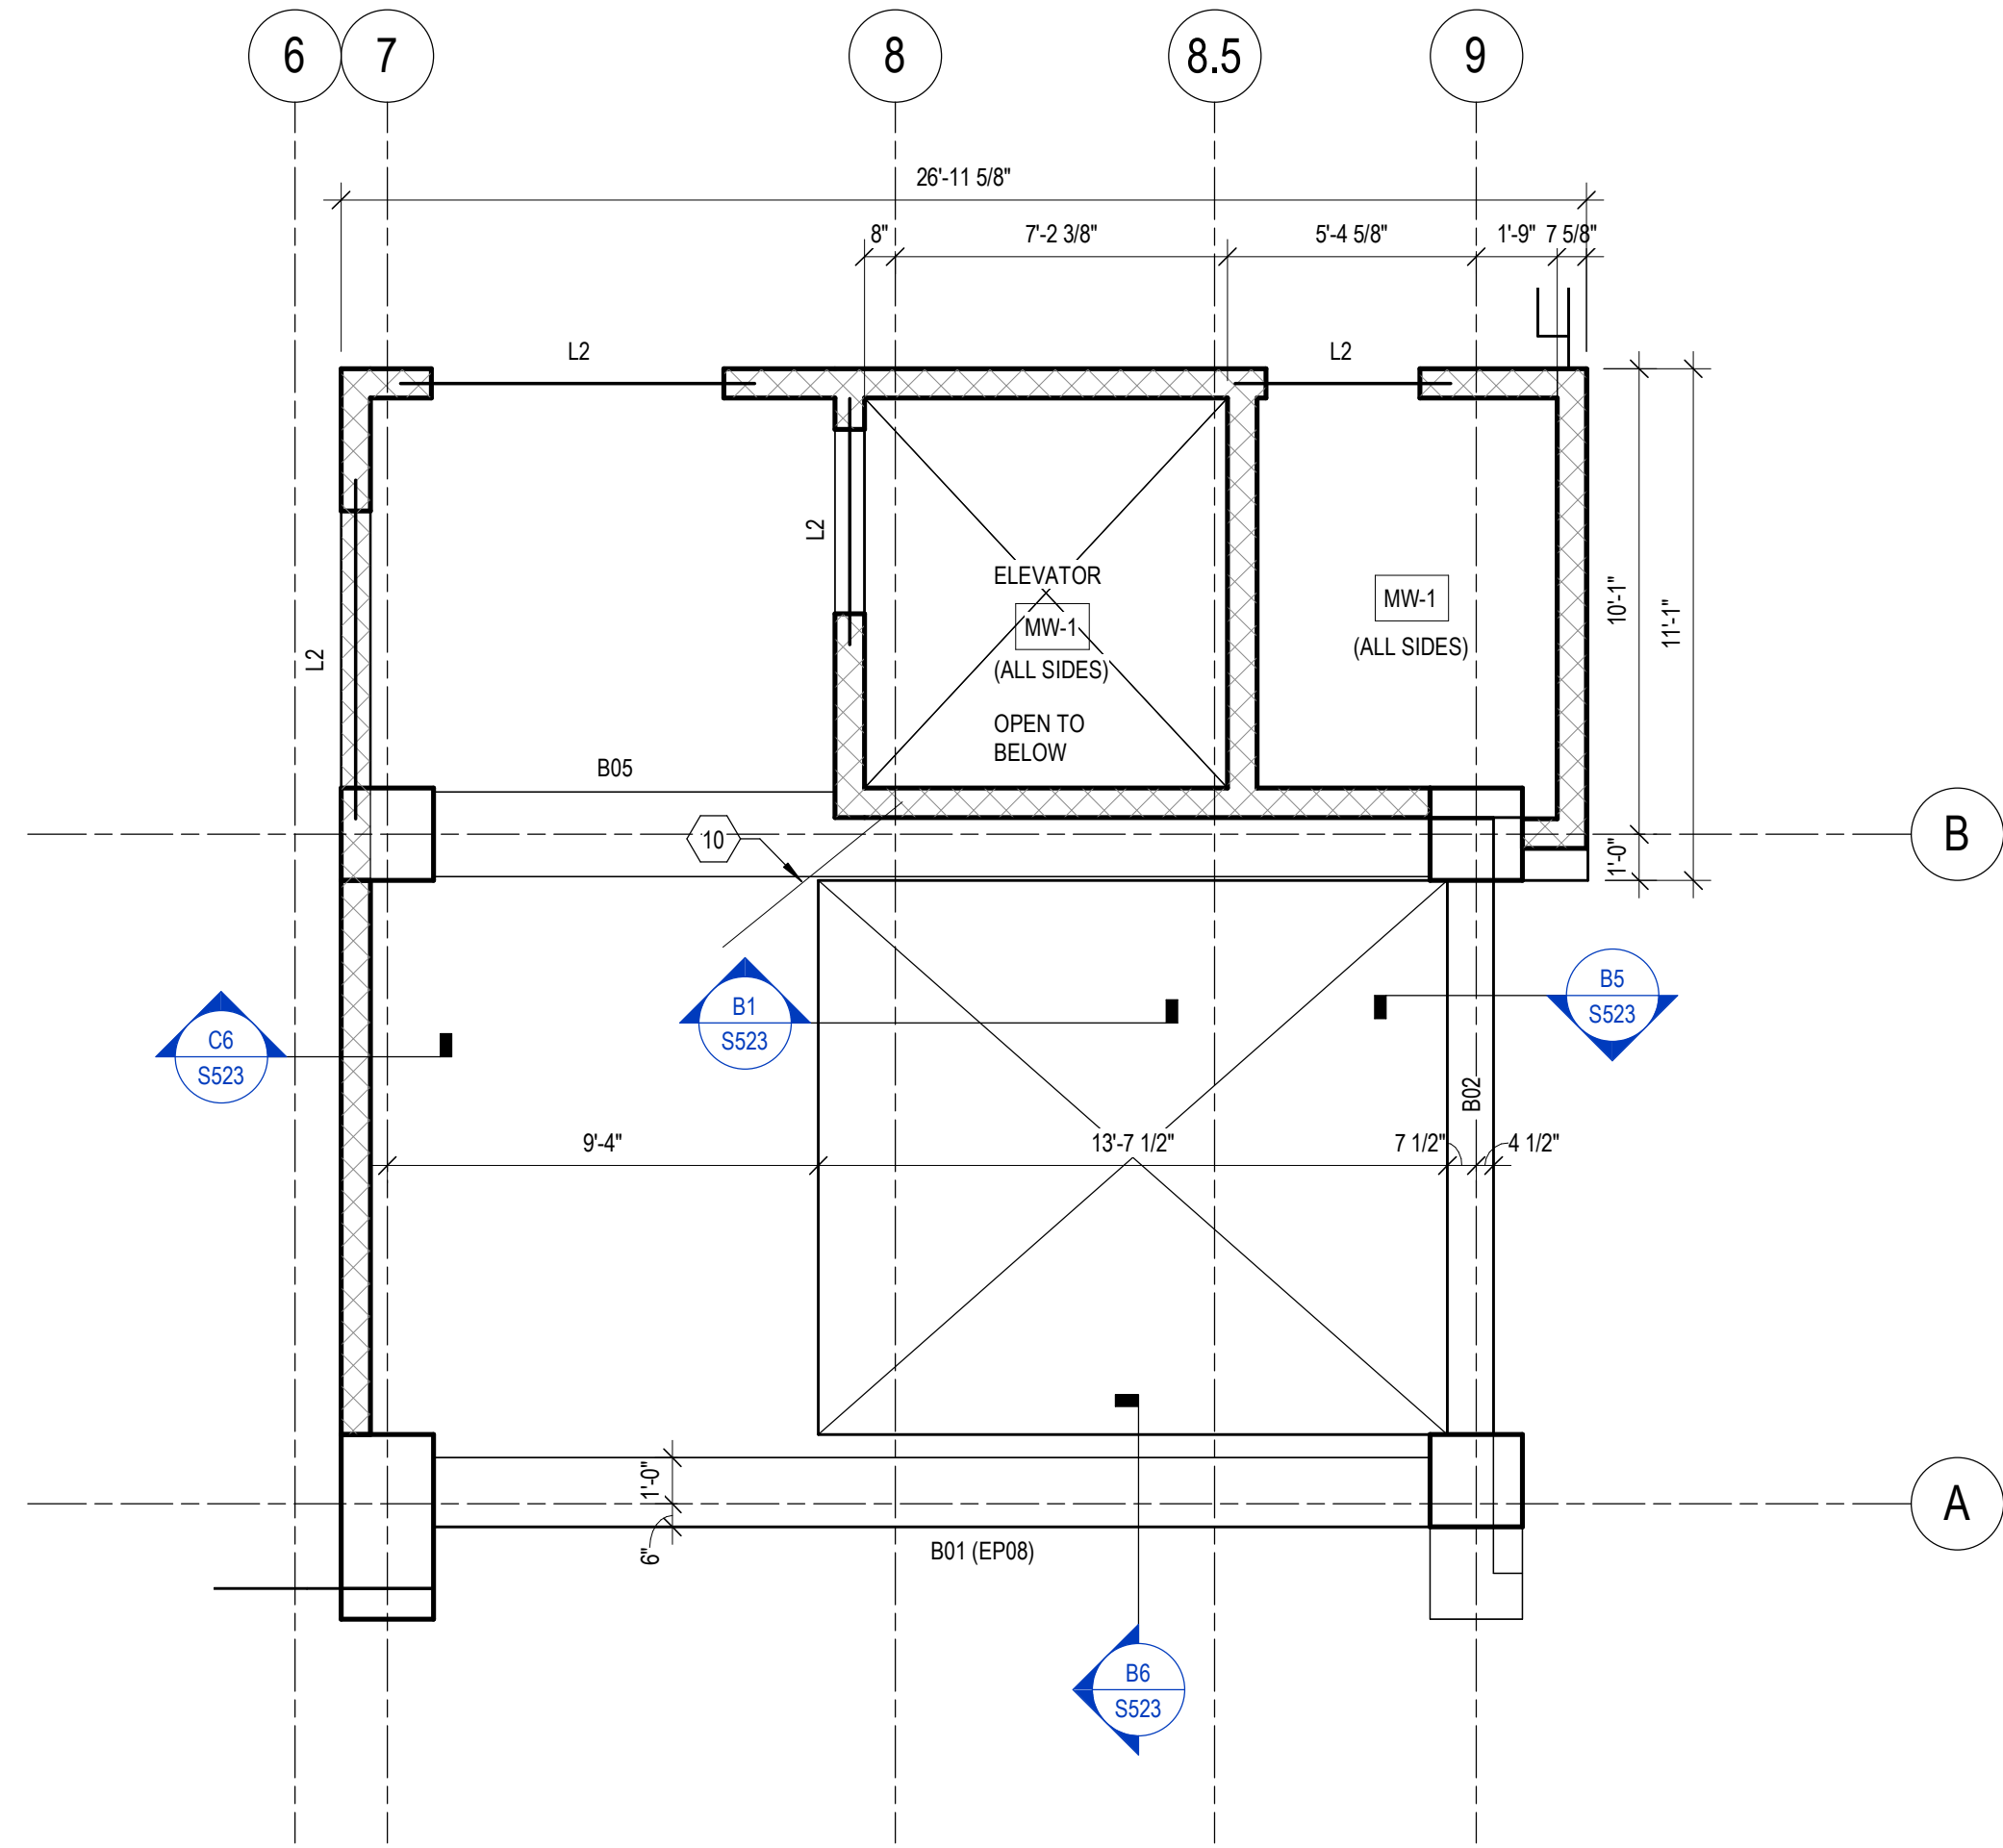 6 7 8 8.5 9
26'-11 5/8"
8" 7'-2 3/8" 5'-4 5/8" 1'-9" 7 5/8"
L2 L2
L2
ELEVATOR
MW-1
(ALL SIDES)
OPEN TO
BELOW
MW-1
(ALL SIDES)
10'-1"
11'-1"
L2
B05
10
B
1'-0"
C6
S523
B1
S523
B5
S523
B02
9'-4" 13'-7 1/2" 7 1/2" 4 1/2"
1'-0"
6"
A
B01 (EP08)
B6
S523